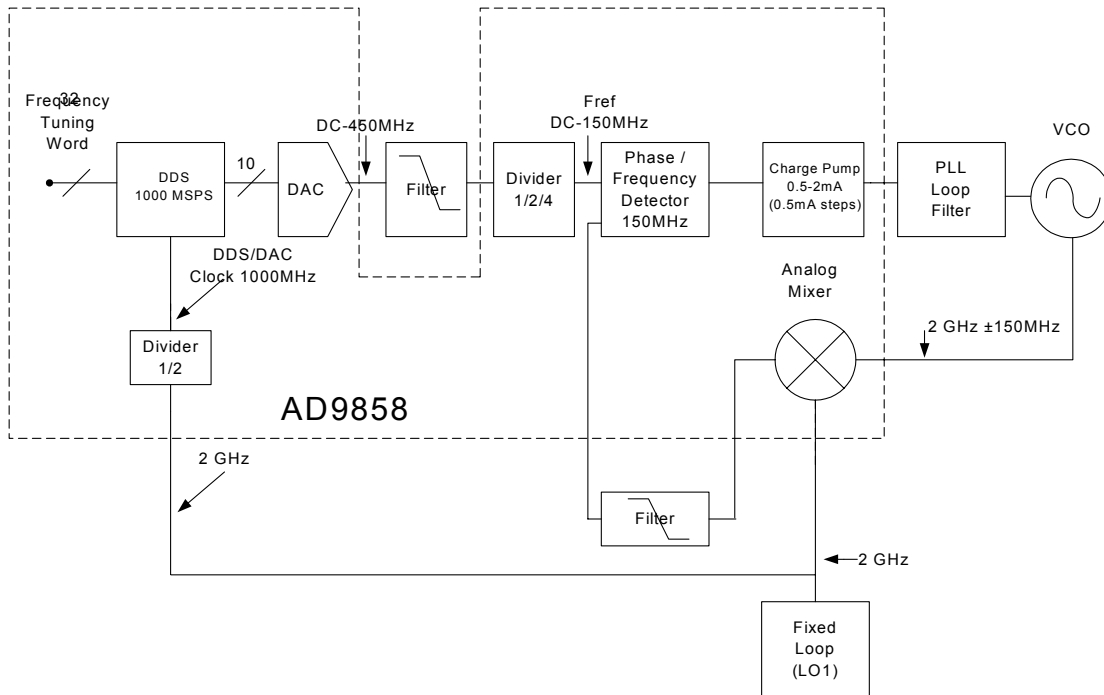 32
Frequency
Tuning
Word
DDS
1000 MSPS
10
DAC
DC-450MHz
Filter
Divider
1/2/4
Fref
DC-150MHz
Phase /
Frequency
Detector
150MHz
Charge Pump
0.5-2mA
(0.5mA steps)
PLL
Loop
Filter
VCO
DDS/DAC
Clock 1000MHz
Analog
Mixer
Divider
1/2
2 GHz ±150MHz
AD9858
2 GHz
Filter
2 GHz
Fixed
Loop
(LO1)